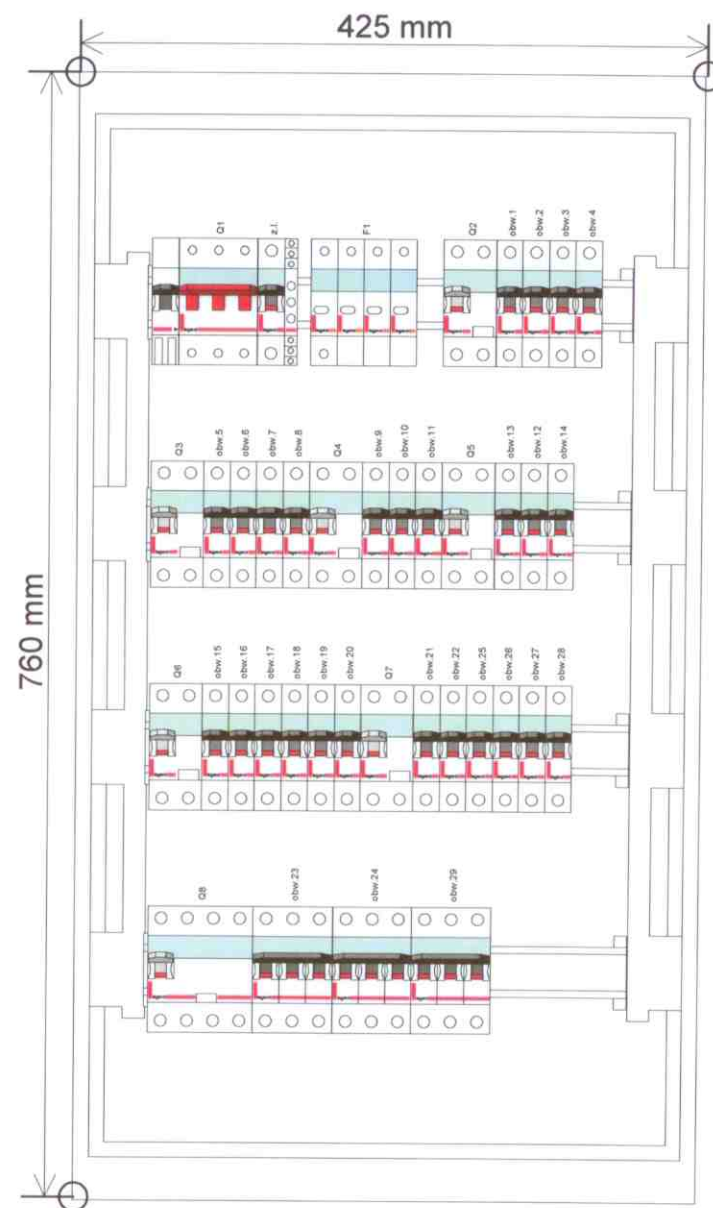 425 mm
760 mm
Q1 z.l. F1 Q2 obw.1 obw.2 obw.3 obw.4
Q3 obw.5 obw.6 obw.7 obw.8 Q4 obw.9 obw.10 obw.11 Q5 obw.13 obw.12 obw.14
Q6 obw.15 obw.16 obw.17 obw.18 obw.19 obw.20 Q7 obw.21 obw.22 obw.25 obw.26 obw.27 obw.28
Q8 obw.23 obw.24 obw.29